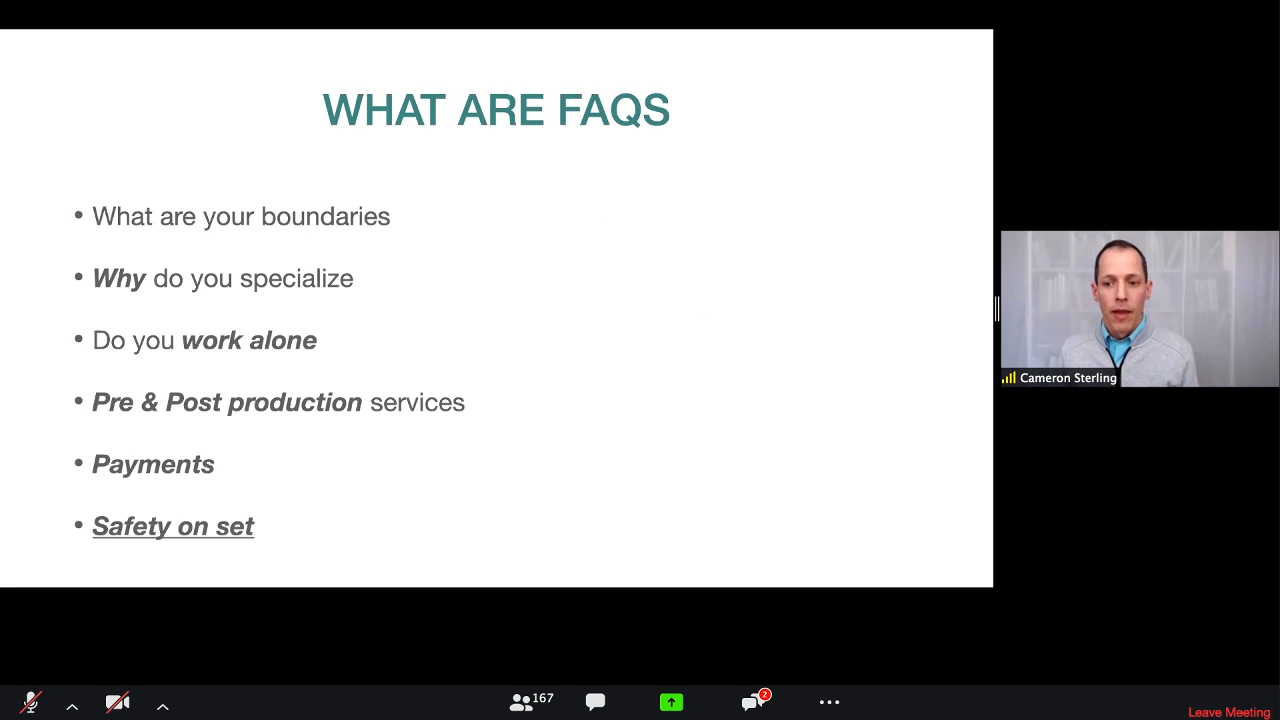 WHAT ARE FAQS
• What are your boundaries
• Why do you specialize
• Do you work alone
• Pre & Post production services
• Payments
• Safety on set
Cameron Sterling
167
2
Leave Meeting